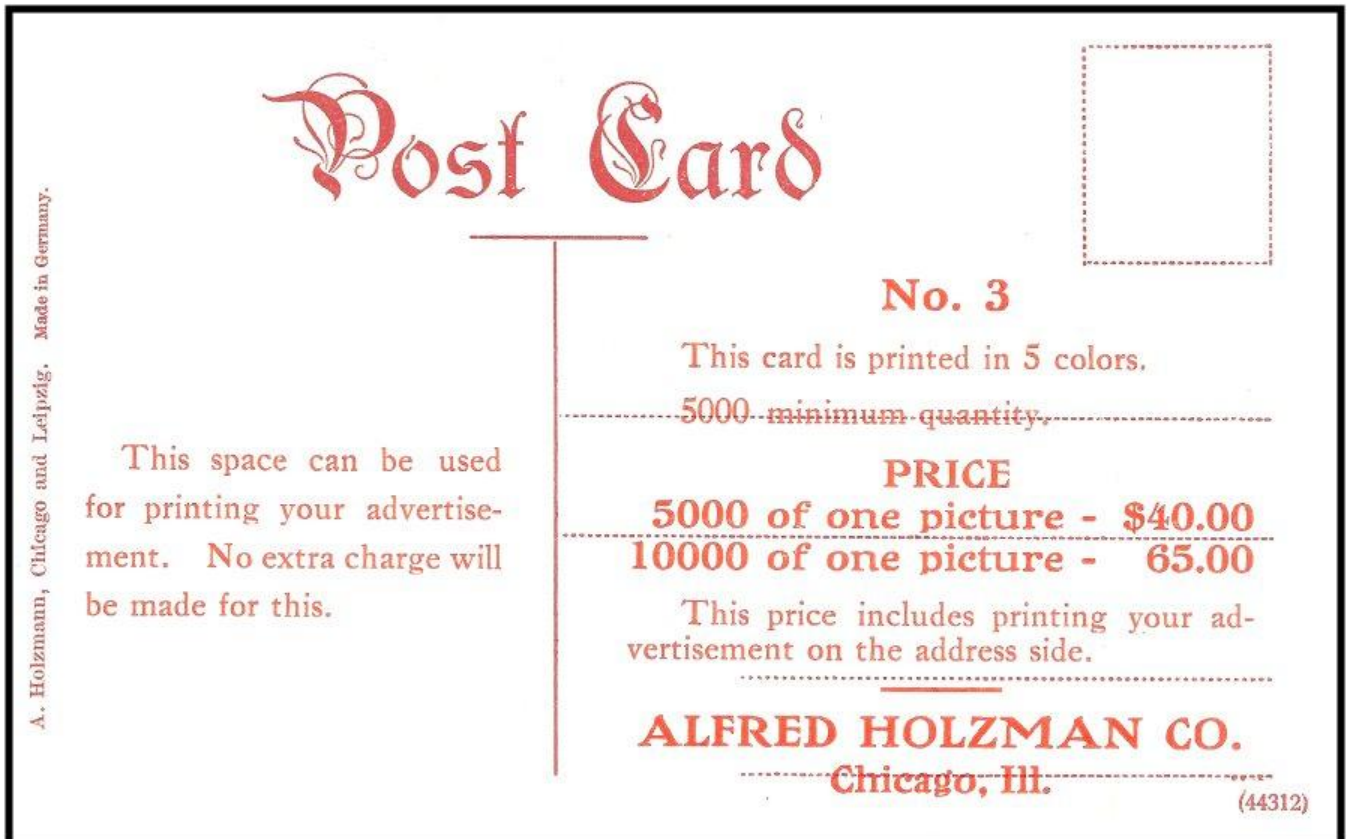 Post Card
A. Holzmann, Chicago and Leipzig. Made in Germany.
This space can be used
for printing your advertise-
ment. No extra charge will
be made for this.
No. 3
This card is printed in 5 colors.
5000 minimum quantity.
PRICE
5000 of one picture - $40.00
10000 of one picture - 65.00
This price includes printing your ad-
vertisement on the address side.
ALFRED HOLZMAN CO.
Chicago, Ill.
(44312)